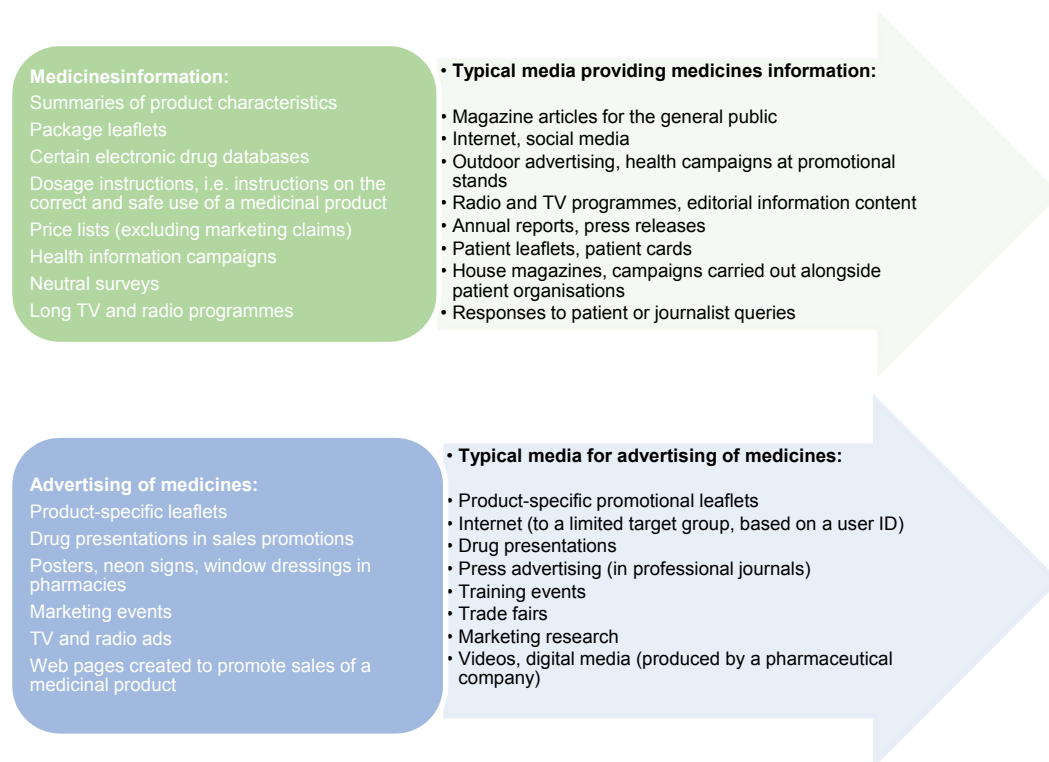 Medicinesinformation:
Summaries of product characteristics
Package leaflets
Certain electronic drug databases
Dosage instructions, i.e. instructions on the
correct and safe use of a medicinal product
Price lists (excluding marketing claims)
Health information campaigns
Neutral surveys
Long TV and radio programmes
• Typical media providing medicines information:
• Magazine articles for the general public
• Internet, social media
• Outdoor advertising, health campaigns at promotional
stands
• Radio and TV programmes, editorial information content
• Annual reports, press releases
• Patient leaflets, patient cards
• House magazines, campaigns carried out alongside
patient organisations
• Responses to patient or journalist queries
Advertising of medicines:
Product-specific leaflets
Drug presentations in sales promotions
Posters, neon signs, window dressings in
pharmacies
Marketing events
TV and radio ads
Web pages created to promote sales of a
medicinal product
• Typical media for advertising of medicines:
• Product-specific promotional leaflets
• Internet (to a limited target group, based on a user ID)
• Drug presentations
• Press advertising (in professional journals)
• Training events
• Trade fairs
• Marketing research
• Videos, digital media (produced by a pharmaceutical
company)